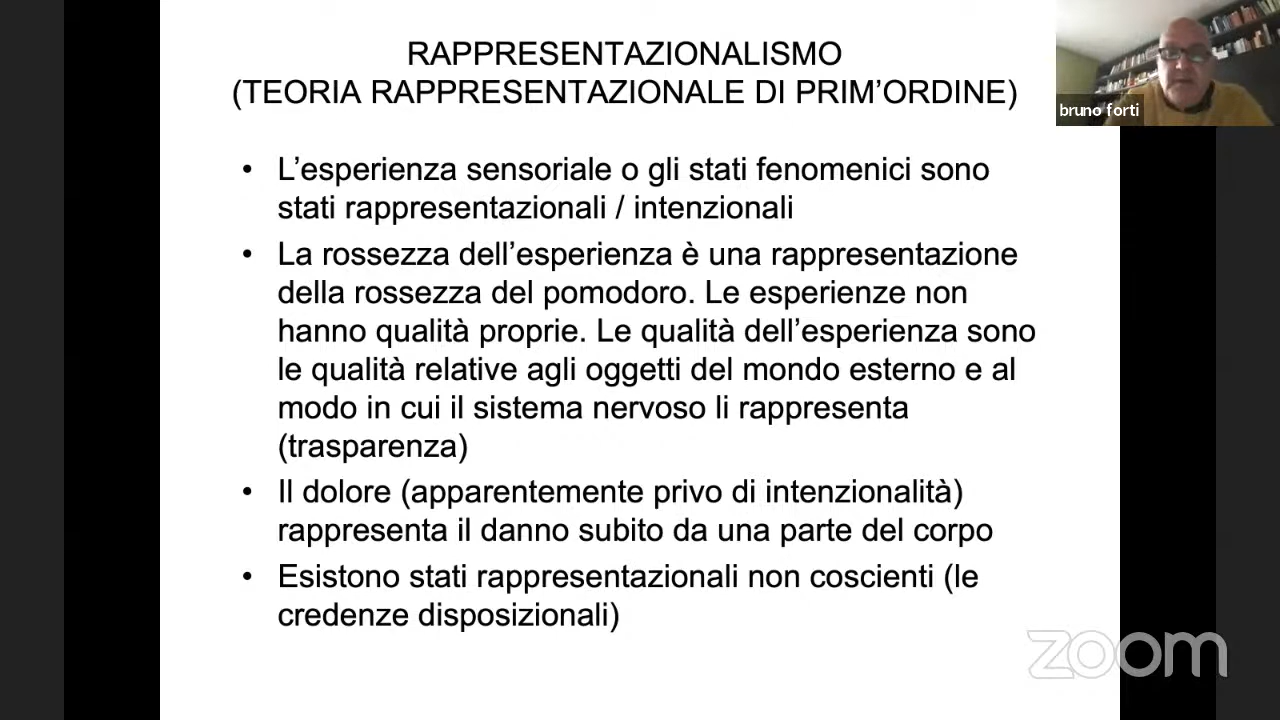 RAPPRESENTAZIONALISMO
(TEORIA RAPPRESENTAZIONALE DI PRIM’ORDINE)
bruno forti
• L’esperienza sensoriale o gli stati fenomenici sono
stati rappresentazionali / intenzionali
• La rossezza dell’esperienza è una rappresentazione
della rossezza del pomodoro. Le esperienze non
hanno qualità proprie. Le qualità dell’esperienza sono
le qualità relative agli oggetti del mondo esterno e al
modo in cui il sistema nervoso li rappresenta
(trasparenza)
• Il dolore (apparentemente privo di intenzionalità)
rappresenta il danno subito da una parte del corpo
• Esistono stati rappresentazionali non coscienti (le
credenze disposizionali)
zoom